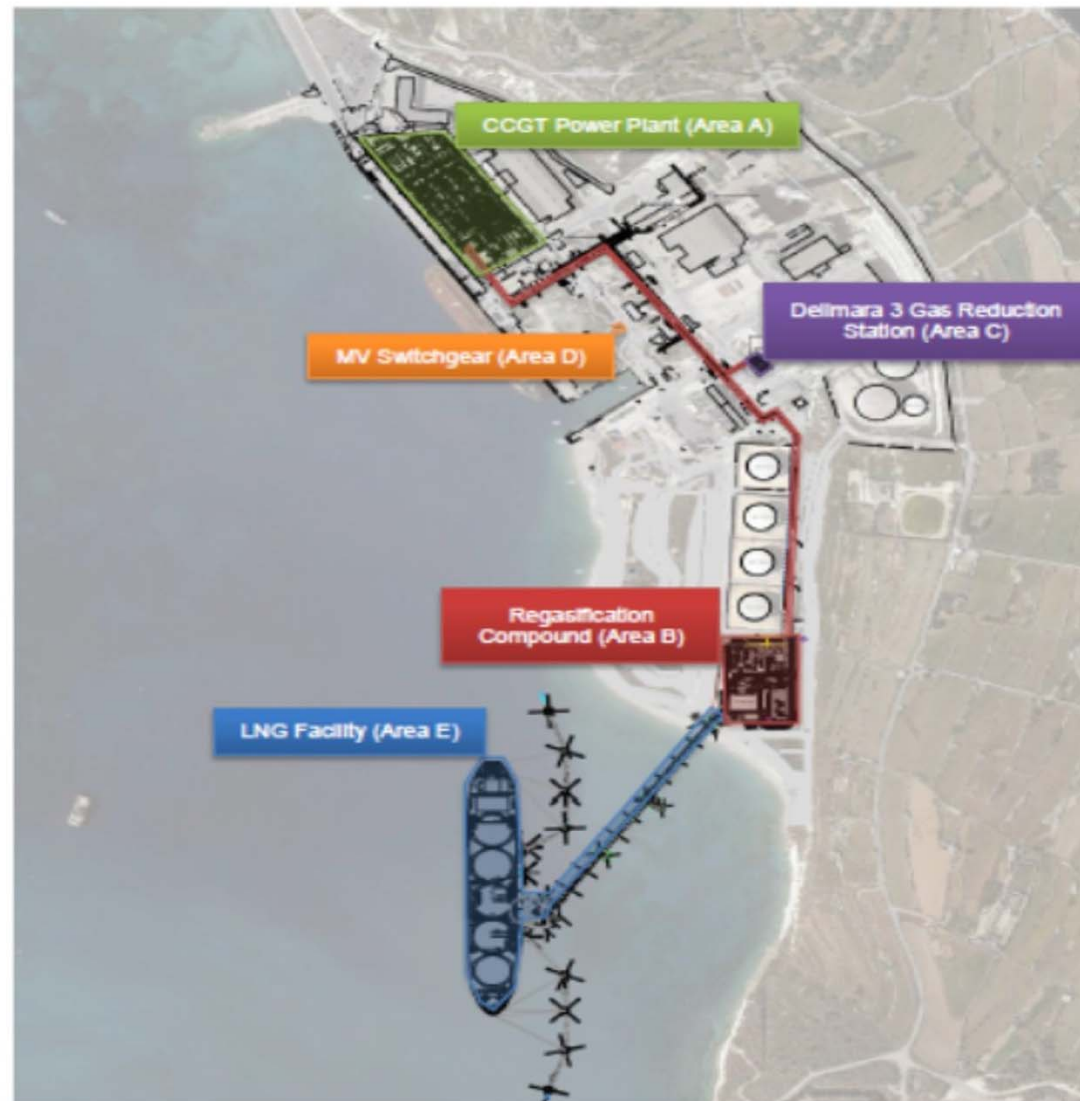 CCGT Power Plant (Area A)
Delimara 3 Gas Reduction
Station (Area C)
MV Switchgear (Area D)
Regasification
Compound (Area B)
LNG Facility (Area E)